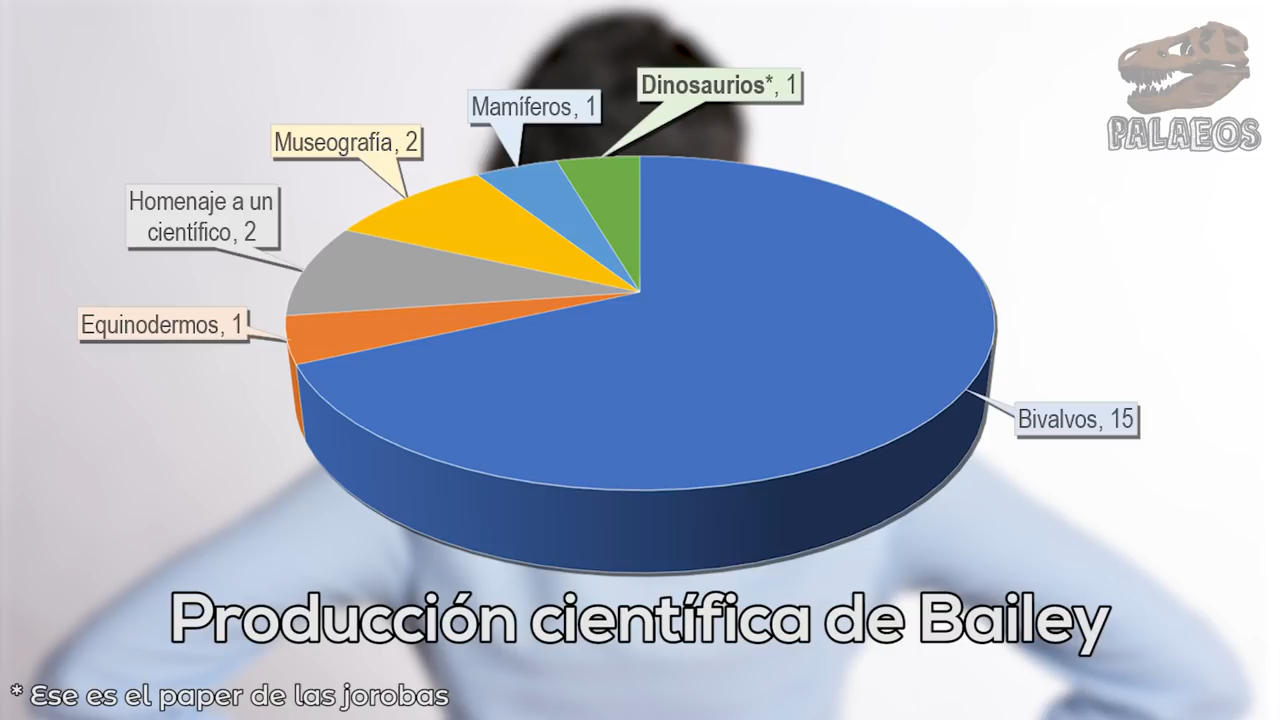 Dinosaurios*, 1
Mamíferos, 1
Museografía, 2
Homenaje a un
científico, 2
Equinodermos, 1
Bivalvos, 15
PALAEOS
Producción científica de Bailey
* Ese es el paper de las jorobas